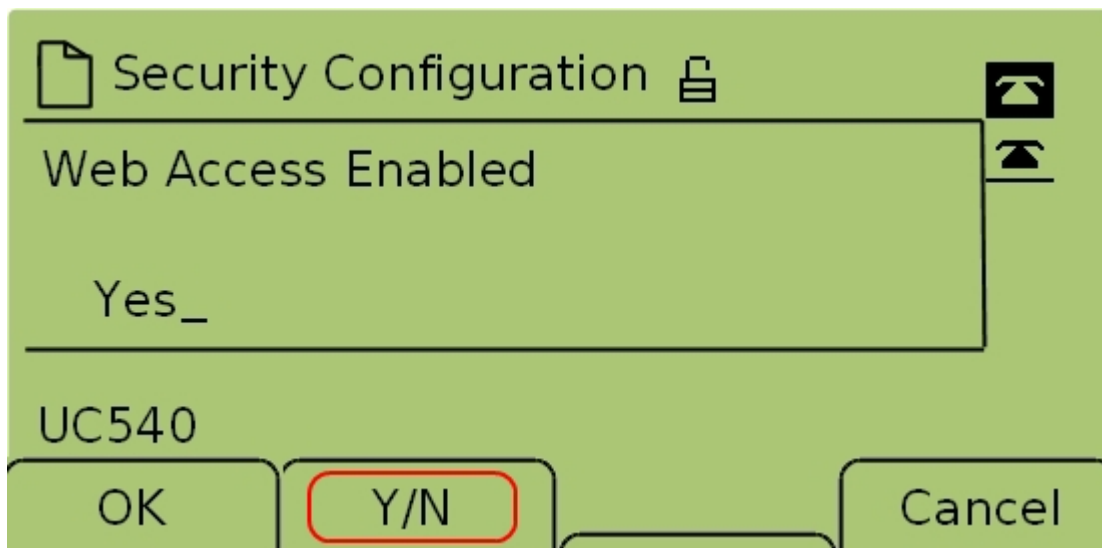 Security Configuration
Web Access Enabled
Yes_
UC540
OK Y/N Cancel